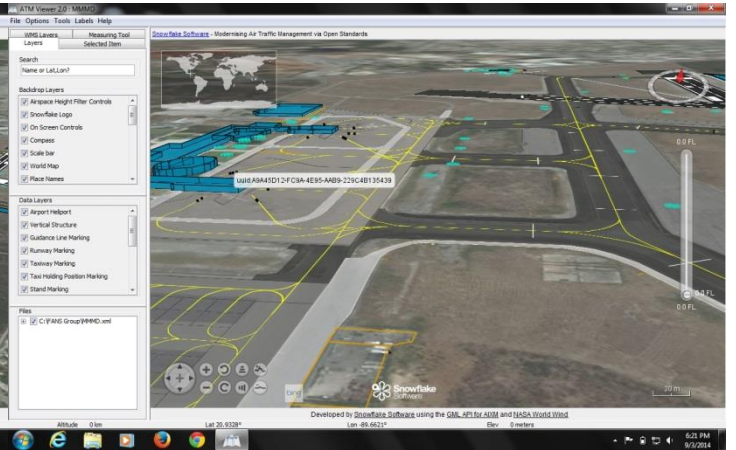 ATM Viewer 2.0 : MMMD
File Options Tools Labels Help
WMS Layers Measuring Tool
Layers Selected Item
Search
Name or Lat,Lon?
Backdrop Layers
Airspace Height Filter Controls
Snowflake Logo
On Screen Controls
Compass
Scale bar
World Map
Place Names
Data Layers
Airport Heliport
Vertical Structure
Guidance Line Marking
Runway Marking
Taxiway Marking
Taxi Holding Position Marking
Stand Marking
Files
C:\FANS Group\MMMD.xml
Snowflake Software - Modernising Air Traffic Management via Open Standards
0.0 FL
uuid.A9A45D12-FC9A-4E95-AAB9-229C4B135439
0.0 FL
0.0 FL
bing
Snowflake
Software
20 m
Developed by Snowflake Software using the GML API for AIXM and NASA World Wind
Altitude 0 km Lat 20.9328° Lon -89.6621° Elev 0 meters
6:21 PM
9/3/2014